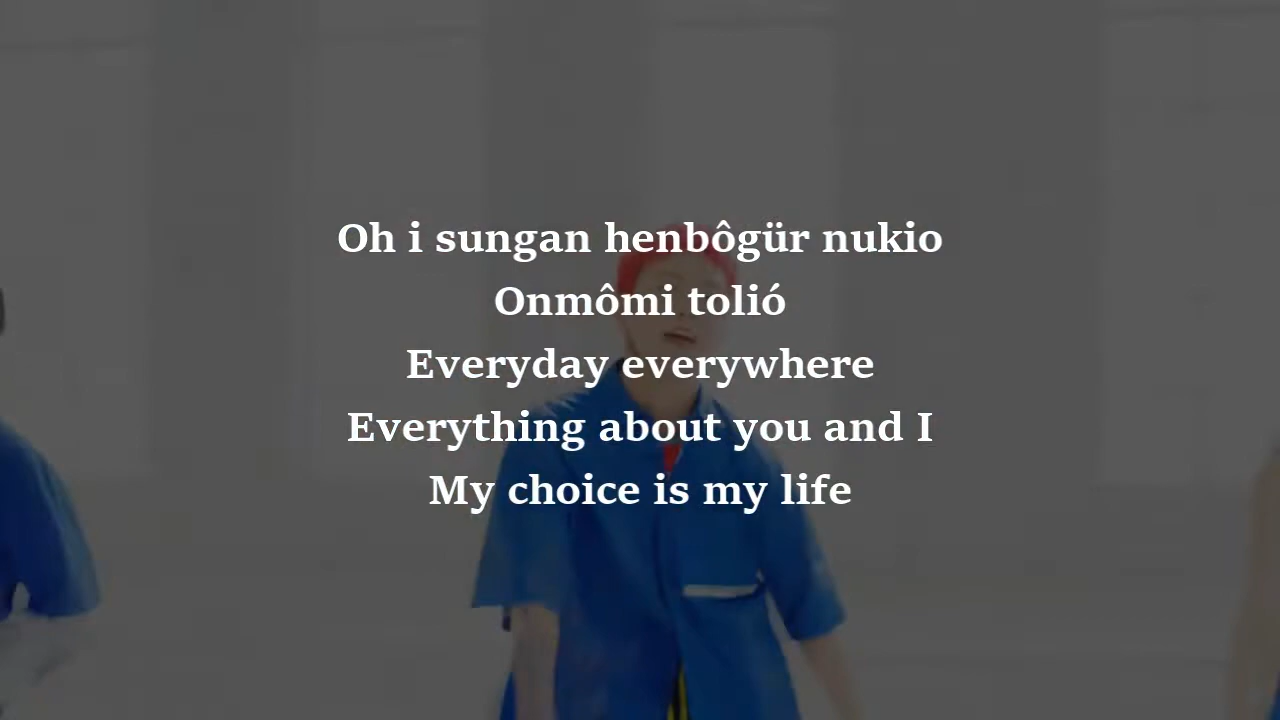 Oh i sungan henbôgür nukio
Onmômi tolió
Everyday everywhere
Everything about you and I
My choice is my life